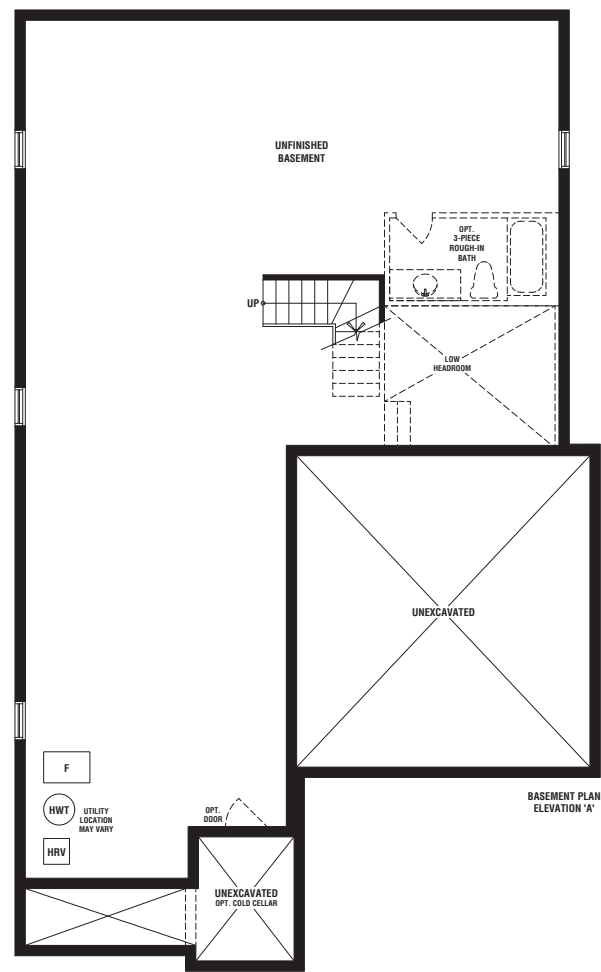 UNFINISHED
BASEMENT
OPT.
3-PIECE
ROUGH-IN
BATH
UP
LOW
HEADROOM
UNEXCAVATED
F
HWT
UTILITY
LOCATION
MAY VARY
HRV
OPT.
DOOR
BASEMENT PLAN
ELEVATION 'A'
UNEXCAVATED
OPT. COLD CELLAR